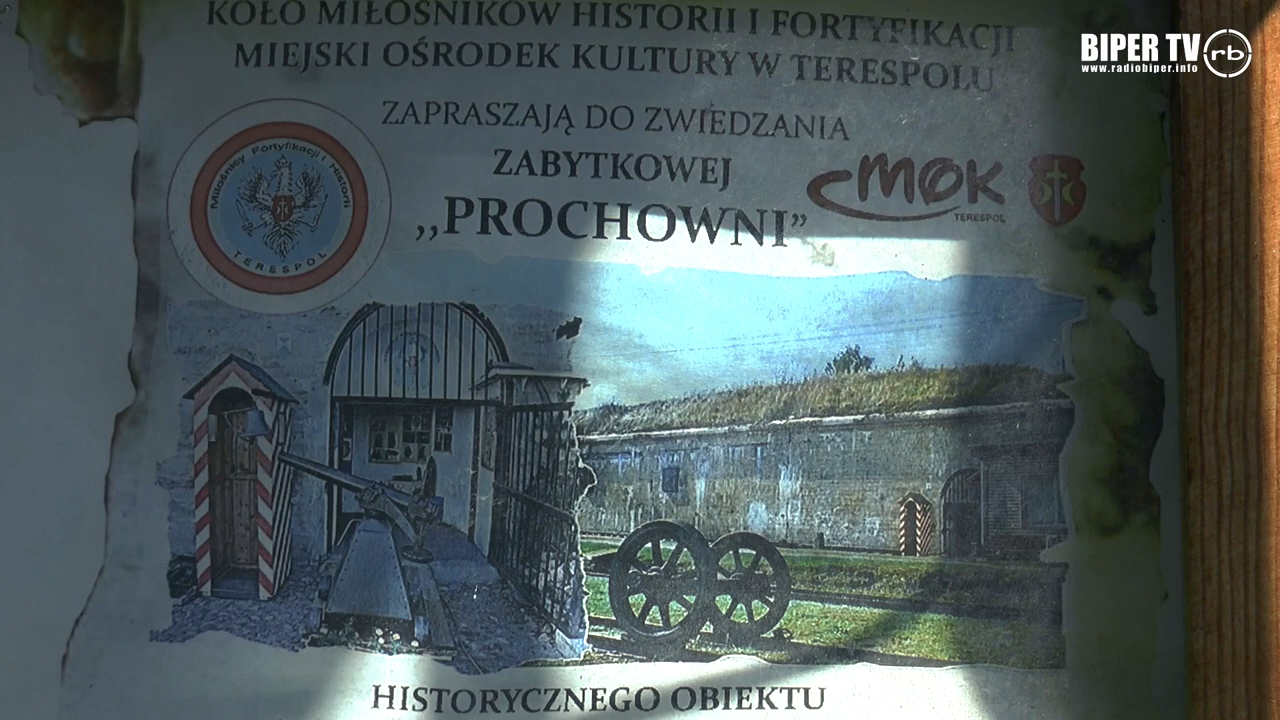 KOŁO MIŁOŚNIKÓW HISTORII I FORTYFIKACJI
MIEJSKI OŚRODEK KULTURY W TERESPOLU
BIPER TV rb
www.radiobiper.info
ZAPRASZAJĄ DO ZWIEDZANIA
ZABYTKOWEJ
„PROCHOWNI”
Miłośnicy Fortyfikacji i Historii
TERESPOL
MOK
TERESPOL
HISTORYCZNEGO OBIEKTU